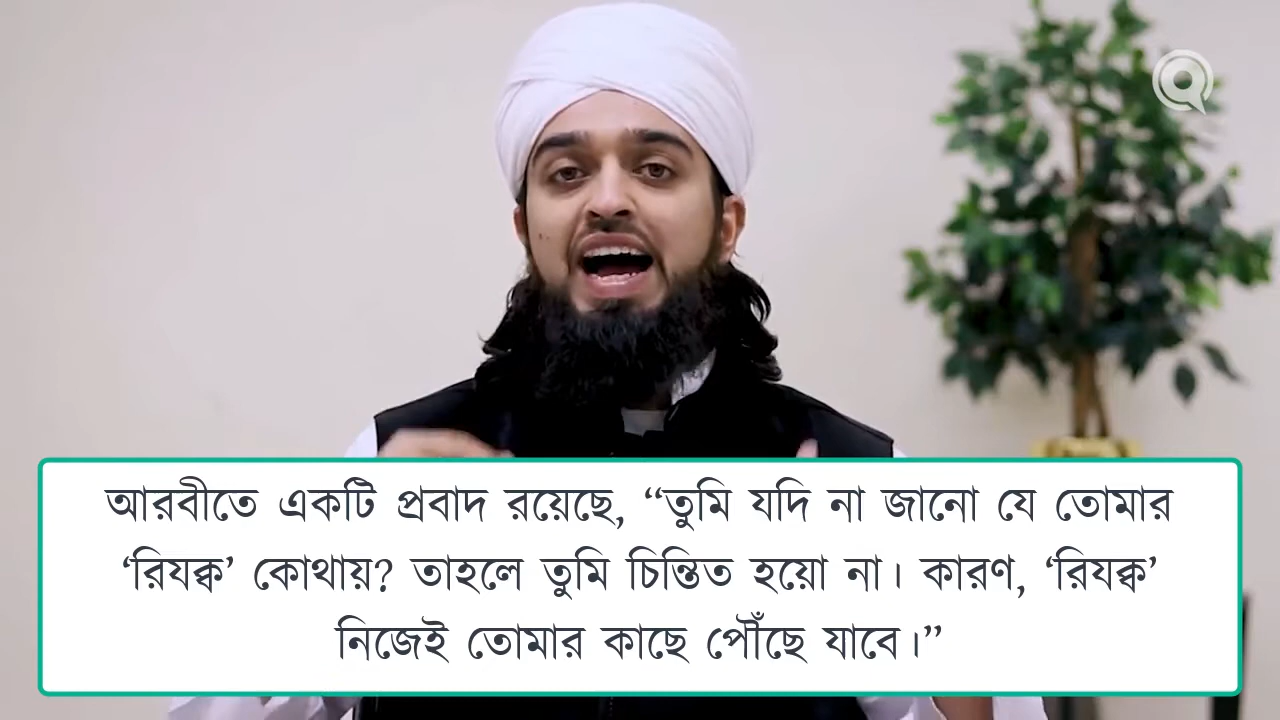 আরবীতে একটি প্রবাদ রয়েছে, “তুমি যদি না জানো যে তোমার
‘রিযক্ব’ কোথায়? তাহলে তুমি চিন্তিত হয়ো না। কারণ, ‘রিযক্ব’
নিজেই তোমার কাছে পৌঁছে যাবে।”